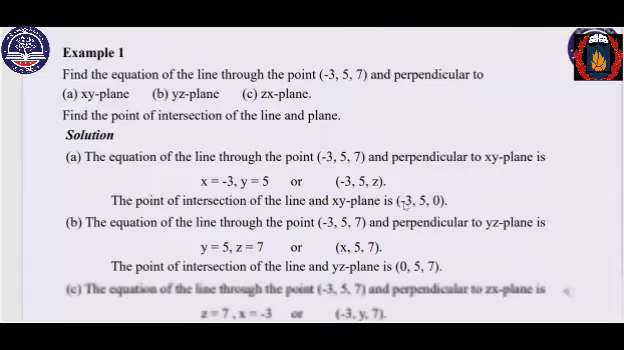 Example 1
Find the equation of the line through the point (-3, 5, 7) and perpendicular to
(a) xy-plane (b) yz-plane (c) zx-plane.
Find the point of intersection of the line and plane.
Solution
(a) The equation of the line through the point (-3, 5, 7) and perpendicular to xy-plane is
x = -3, y = 5 or (-3, 5, z).
The point of intersection of the line and xy-plane is (-3, 5, 0).
(b) The equation of the line through the point (-3, 5, 7) and perpendicular to yz-plane is
y = 5, z = 7 or (x, 5, 7).
The point of intersection of the line and yz-plane is (0, 5, 7).
(c) The equation of the line through the point (-3, 5, 7) and perpendicular to zx-plane is
z = 7 , x = -3 or (-3, y, 7).